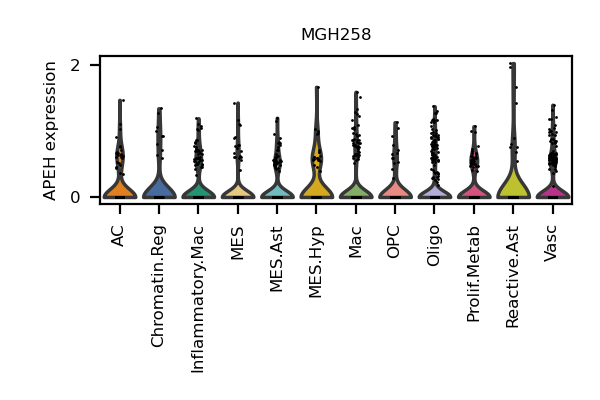 MGH258
APEH expression
2
0
AC
Chromatin.Reg
Inflammatory.Mac
MES
MES.Ast
MES.Hyp
Mac
OPC
Oligo
Prolif.Metab
Reactive.Ast
Vasc